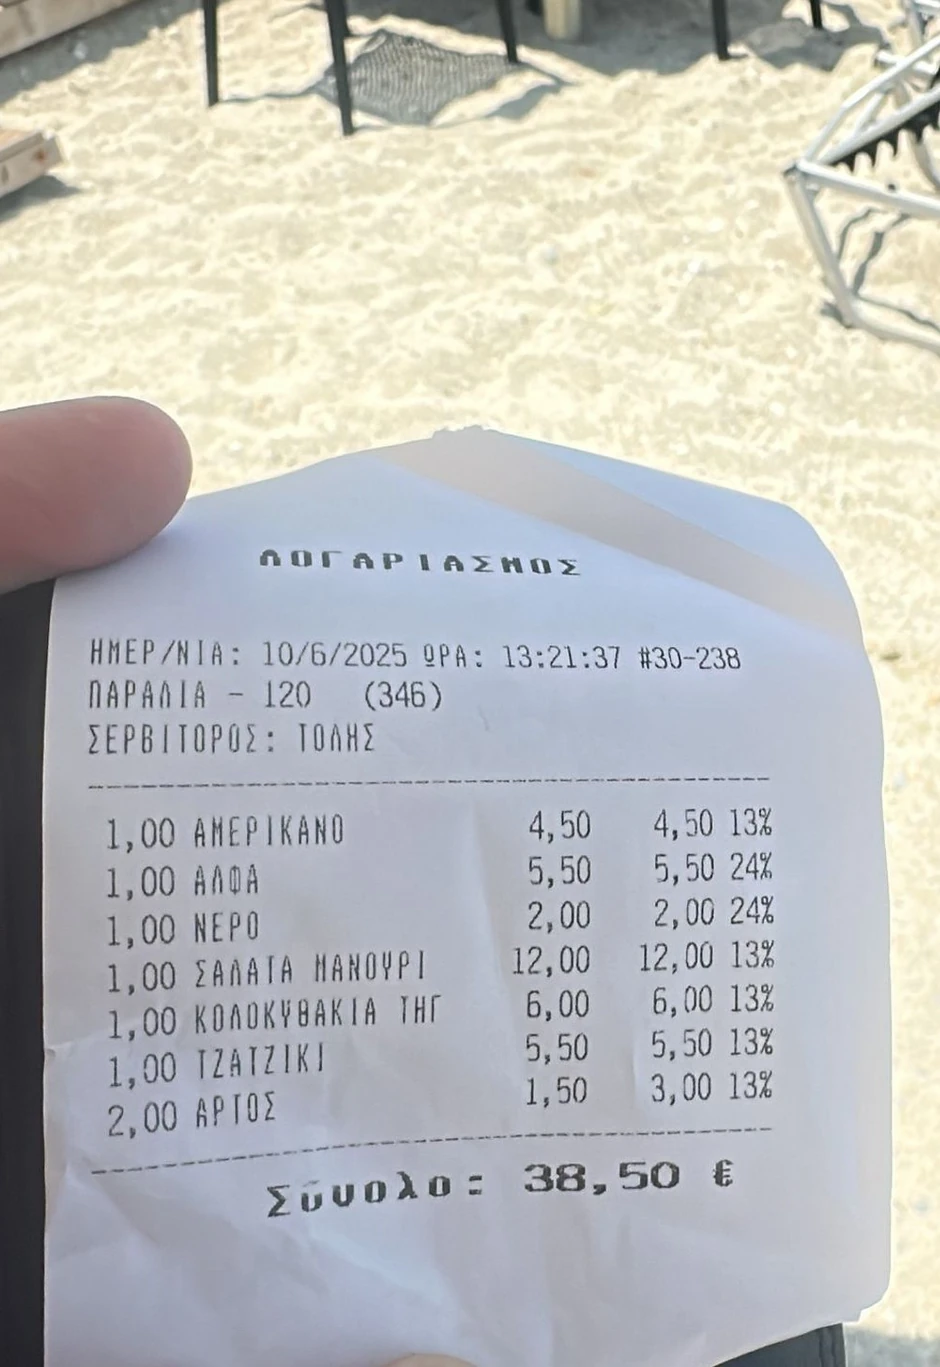 ΛΟΓΑΡΙΑΣΜΟΣ
ΗΜΕΡ/ΝΙΑ: 10/6/2025 ΩΡΑ: 13:21:37 #30-238
ΠΑΡΑΛΙΑ - 120 (346)
ΣΕΡΒΙΤΟΡΟΣ: ΤΟΛΗΣ
1,00 ΑΜΕΡΙΚΑΝΟ 4,50 4,50 13%
1,00 ΑΛΦΑ 5,50 5,50 24%
1,00 ΝΕΡΟ 2,00 2,00 24%
1,00 ΣΑΛΑΤΑ ΜΑΝΟΥΡΙ 12,00 12,00 13%
1,00 ΚΟΛΟΚΥΘΑΚΙΑ ΤΗΓ 6,00 6,00 13%
1,00 ΤΖΑΤΖΙΚΙ 5,50 5,50 13%
2,00 ΑΡΤΟΣ 1,50 3,00 13%
Σύνολο: 38,50 €